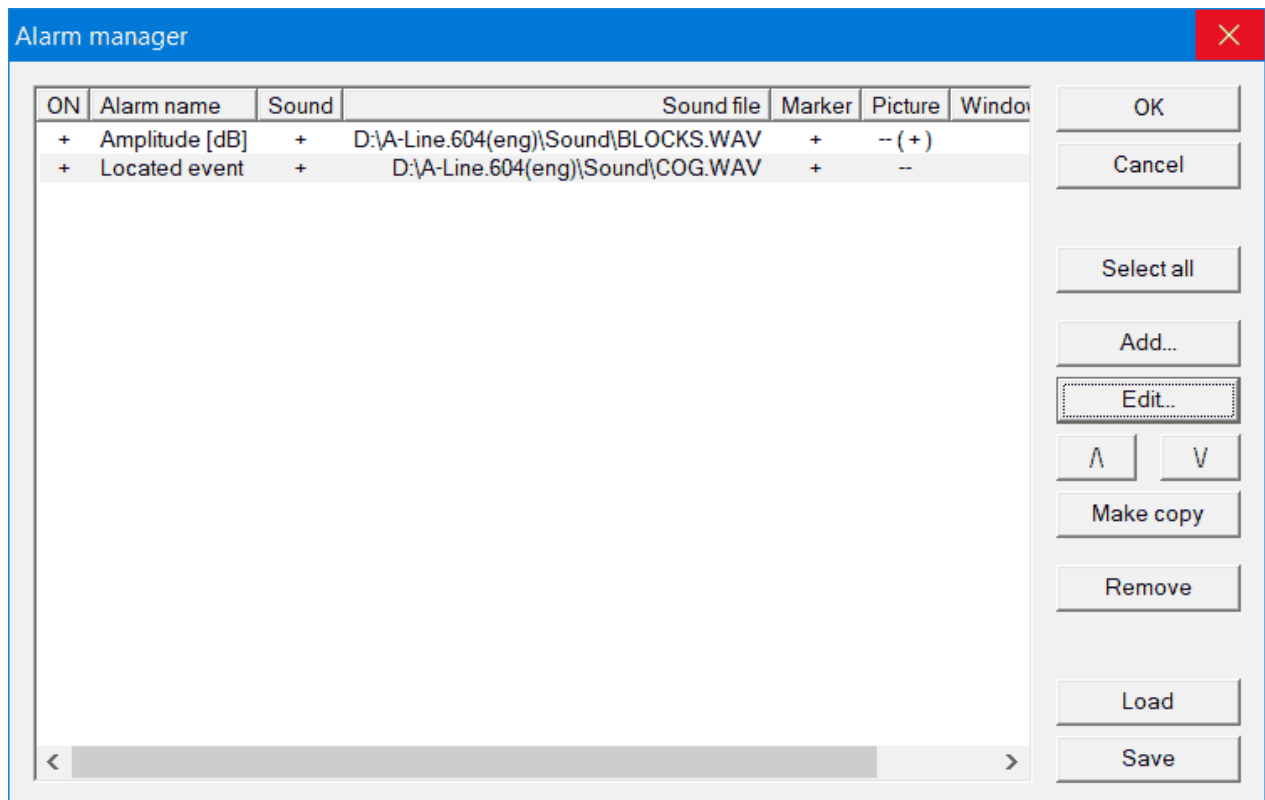 Alarm manager
ON Alarm name Sound Sound file Marker Picture Windo
+ Amplitude [dB] + D:\A-Line.604(eng)\Sound\BLOCKS.WAV + -- ( + )
+ Located event + D:\A-Line.604(eng)\Sound\COG.WAV + --
OK
Cancel
Select all
Add...
Edit...
/\ \/
Make copy
Remove
Load
Save